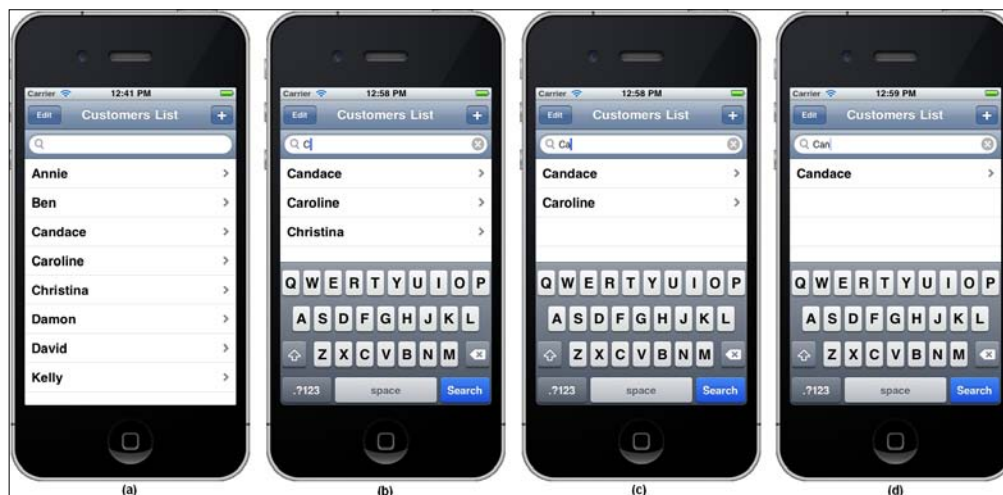 Carrier 12:41 PM
Edit Customers List +
Annie
Ben
Candace
Caroline
Christina
Damon
David
Kelly
(a)
Carrier 12:58 PM
Edit Customers List +
C
Candace
Caroline
Christina
Q W E R T Y U I O P
A S D F G H J K L
Z X C V B N M
.?123 space Search
(b)
Carrier 12:58 PM
Edit Customers List +
Ca
Candace
Caroline
Q W E R T Y U I O P
A S D F G H J K L
Z X C V B N M
.?123 space Search
(c)
Carrier 12:59 PM
Edit Customers List +
Can
Candace
Q W E R T Y U I O P
A S D F G H J K L
Z X C V B N M
.?123 space Search
(d)